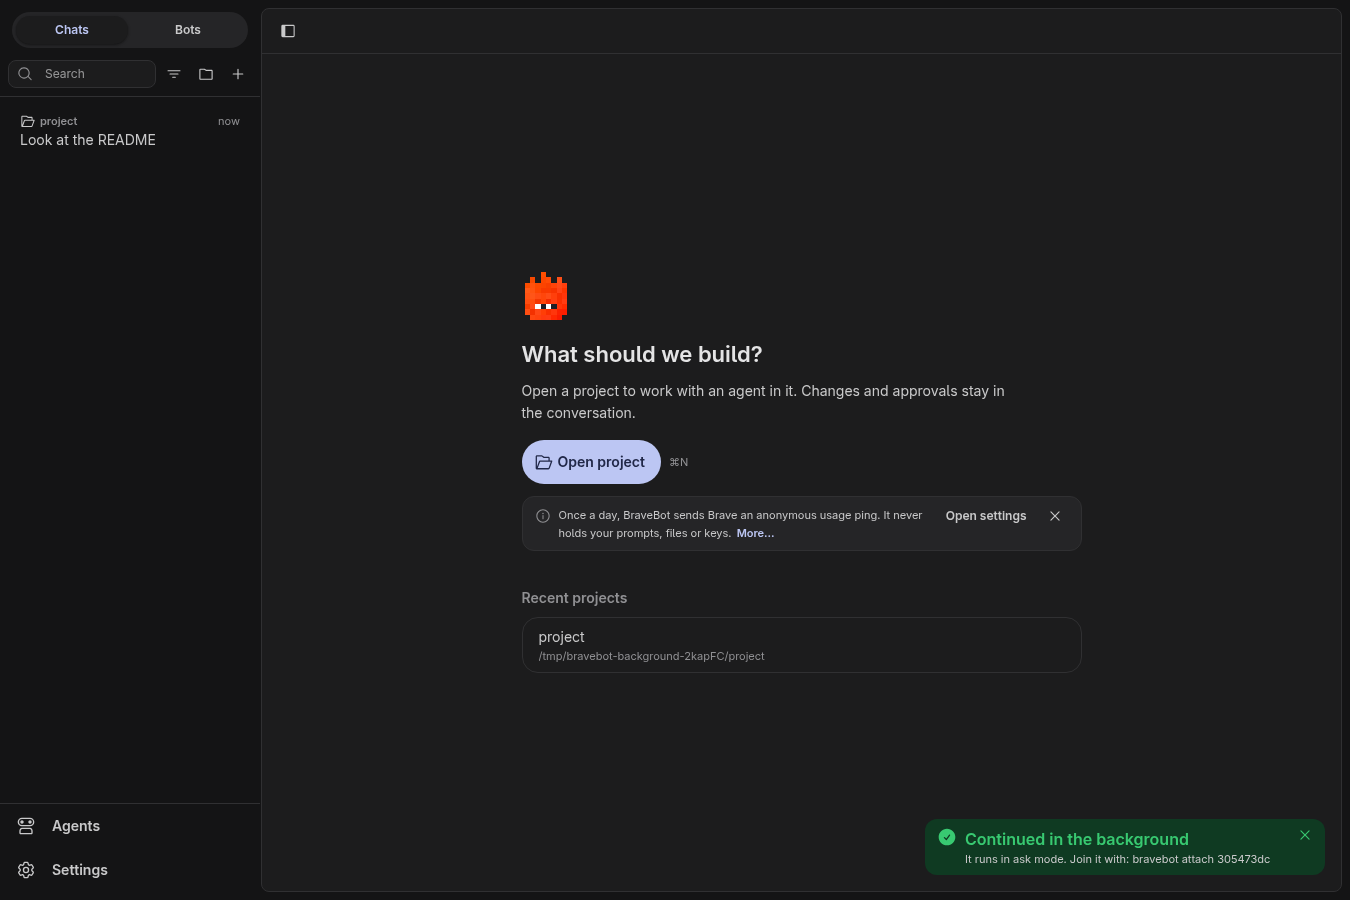 Chats
Bots
Search
project
now
Look at the README
What should we build?
Open a project to work with an agent in it. Changes and approvals stay in
the conversation.
Open project
⌘N
Once a day, BraveBot sends Brave an anonymous usage ping. It never
holds your prompts, files or keys. More...
Open settings
Recent projects
project
/tmp/bravebot-background-2kapFC/project
Agents
Settings
Continued in the background
It runs in ask mode. Join it with: bravebot attach 305473dc